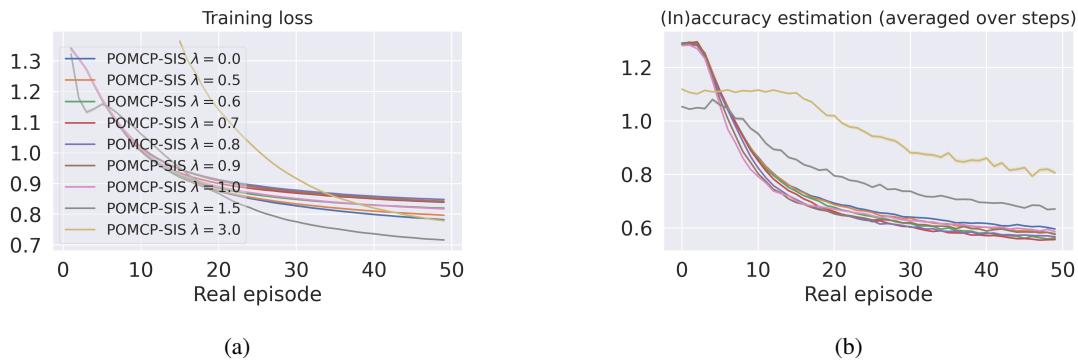 Training loss
1.3
1.2
1.1
1.0
0.9
0.8
0.7
POMCP-SIS λ = 0.0
POMCP-SIS λ = 0.5
POMCP-SIS λ = 0.6
POMCP-SIS λ = 0.7
POMCP-SIS λ = 0.8
POMCP-SIS λ = 0.9
POMCP-SIS λ = 1.0
POMCP-SIS λ = 1.5
POMCP-SIS λ = 3.0
0 10 20 30 40 50
Real episode
(a)
(In)accuracy estimation (averaged over steps)
1.2
1.0
0.8
0.6
0 10 20 30 40 50
Real episode
(b)